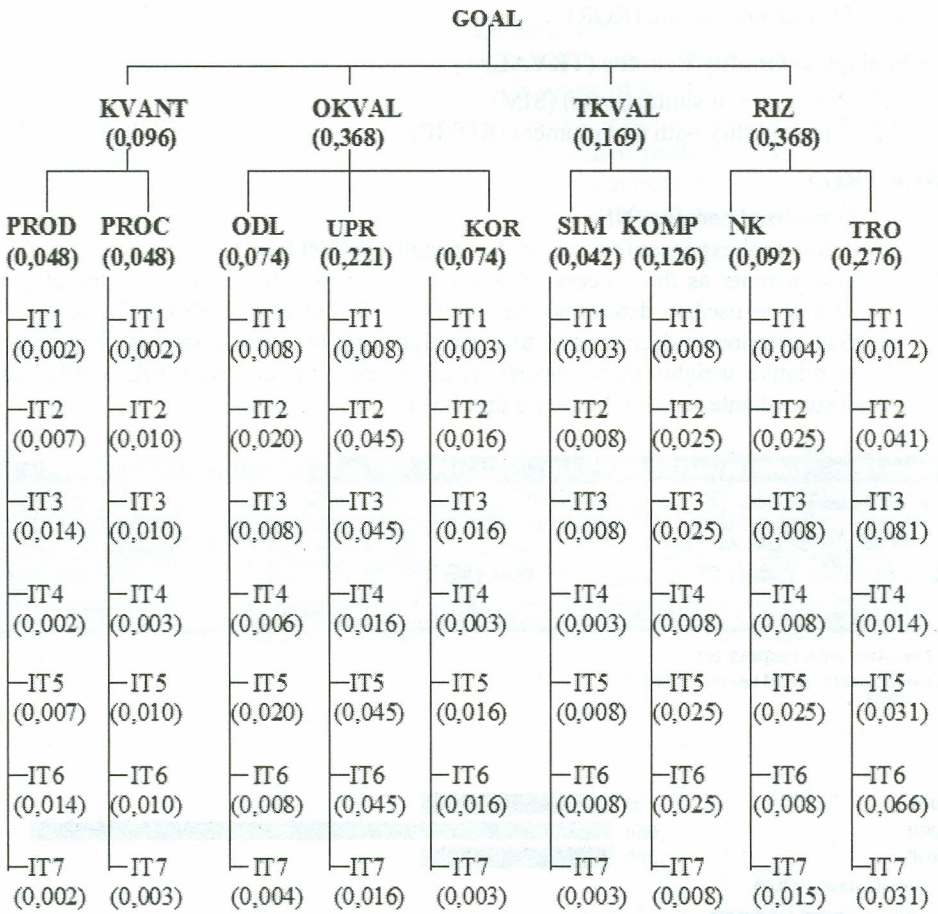 GOAL
KVANT OKVAL TKVAL RIZ
(0,096) (0,368) (0,169) (0,368)
PROD PROC ODL UPR KOR SIM KOMP NK TRO
(0,048) (0,048) (0,074) (0,221) (0,074) (0,042) (0,126) (0,092) (0,276)
IT1 IT1 IT1 IT1 IT1 IT1 IT1 IT1 IT1
(0,002) (0,002) (0,008) (0,008) (0,003) (0,003) (0,008) (0,004) (0,012)
IT2 IT2 IT2 IT2 IT2 IT2 IT2 IT2 IT2
(0,007) (0,010) (0,020) (0,045) (0,016) (0,008) (0,025) (0,025) (0,041)
IT3 IT3 IT3 IT3 IT3 IT3 IT3 IT3 IT3
(0,014) (0,010) (0,008) (0,045) (0,016) (0,008) (0,025) (0,008) (0,081)
IT4 IT4 IT4 IT4 IT4 IT4 IT4 IT4 IT4
(0,002) (0,003) (0,006) (0,016) (0,003) (0,003) (0,008) (0,008) (0,014)
IT5 IT5 IT5 IT5 IT5 IT5 IT5 IT5 IT5
(0,007) (0,010) (0,020) (0,045) (0,016) (0,008) (0,025) (0,025) (0,031)
IT6 IT6 IT6 IT6 IT6 IT6 IT6 IT6 IT6
(0,014) (0,010) (0,008) (0,045) (0,016) (0,008) (0,025) (0,008) (0,066)
IT7 IT7 IT7 IT7 IT7 IT7 IT7 IT7 IT7
(0,002) (0,003) (0,004) (0,016) (0,003) (0,003) (0,008) (0,015) (0,031)